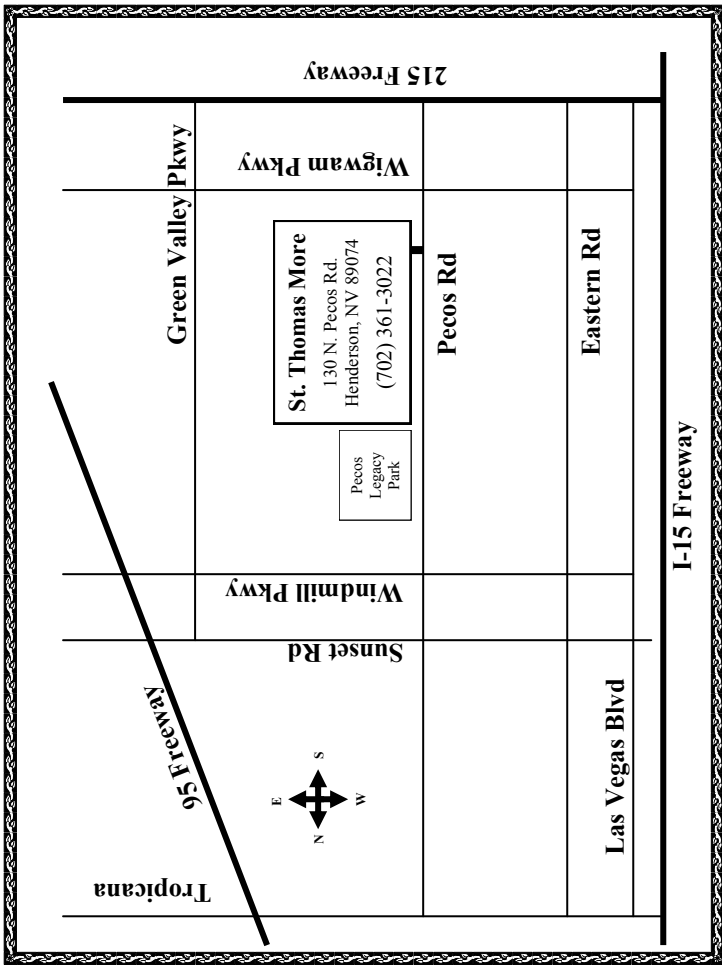 215 Freeway
Wigwam Pkwy
Green Valley Pkwy
St. Thomas More
130 N. Pecos Rd.
Henderson, NV 89074
(702) 361-3022
Pecos Rd
Eastern Rd
Pecos
Legacy
Park
I-15 Freeway
Windmill Pkwy
Sunset Rd
95 Freeway
E
S
N
W
Las Vegas Blvd
Tropicana